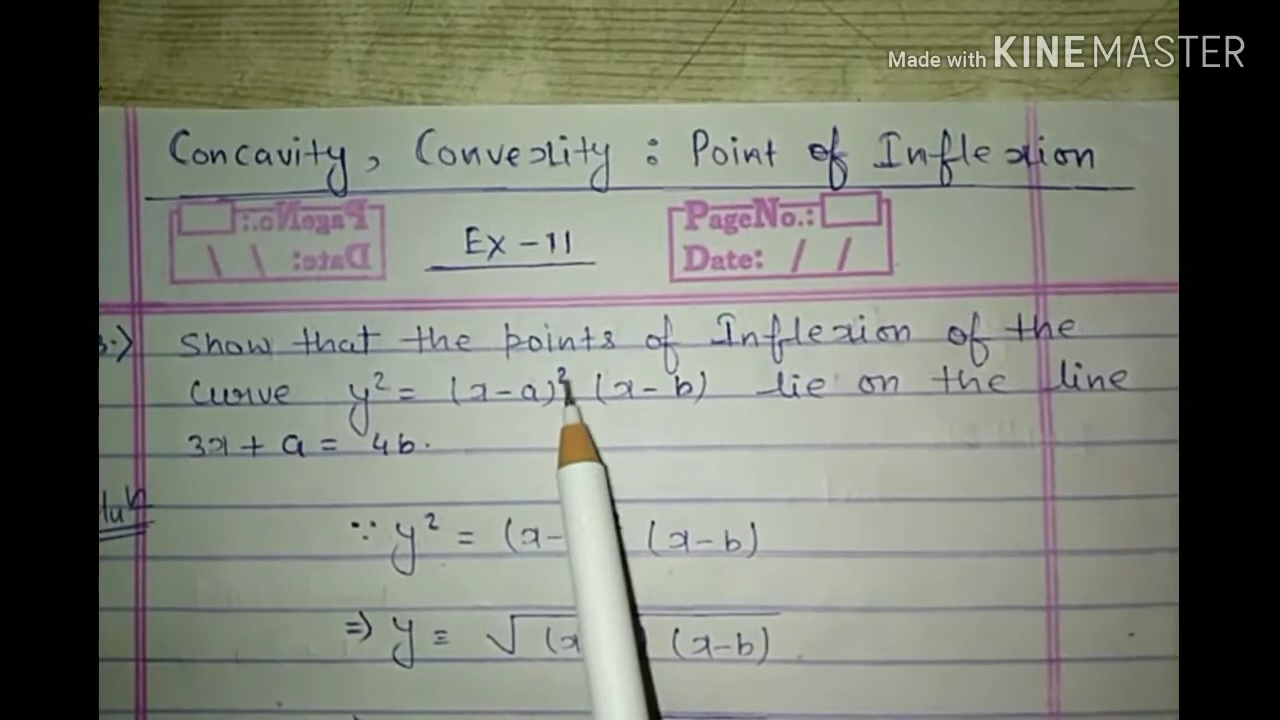 Made with KINEMASTER
Concavity, Convexity : Point of Inflexion
PageNo.: PageNo.:
Ex - 11
Date: / / Date: / /
3.) Show that the points of Inflexion of the
curve y² = (x-a)² (x-b) lie on the line
3x + a = 4b.
∵ y² = (x- (x-b)
⇒ y = √(x (x-b)